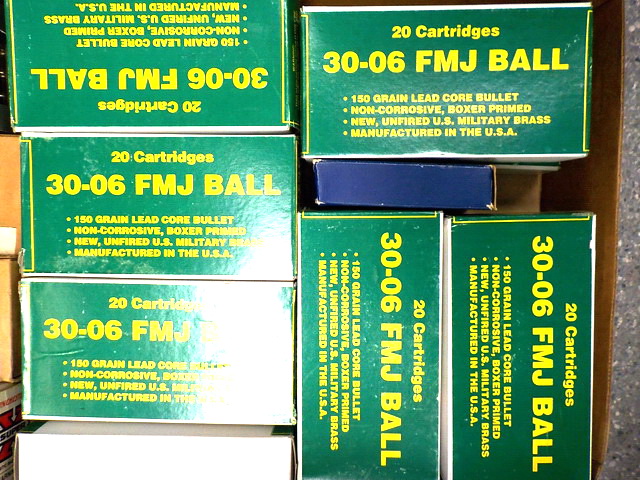 20 Cartridges
30-06 FMJ BALL
• 150 GRAIN LEAD CORE BULLET
• NON-CORROSIVE, BOXER PRIMED
• NEW, UNFIRED U.S. MILITARY BRASS
• MANUFACTURED IN THE U.S.A.
20 Cartridges
30-06 FMJ BALL
• 150 GRAIN LEAD CORE BULLET
• NON-CORROSIVE, BOXER PRIMED
• NEW, UNFIRED U.S. MILITARY BRASS
• MANUFACTURED IN THE U.S.A.
20 Cartridges
30-06 FMJ BALL
• 150 GRAIN LEAD CORE BULLET
• NON-CORROSIVE, BOXER PRIMED
• NEW, UNFIRED U.S. MILITARY BRASS
• MANUFACTURED IN THE U.S.A.
20 Cartridges
30-06 FMJ
• 150 GRAIN LEAD CORE
• NON-CORROSIVE, BOXER
• NEW, UNFIRED U.S.
• MANUFACTURED IN THE U.S.A.
20 Cartridges
30-06 FMJ BALL
• 150 GRAIN LEAD CORE BULLET
• NON-CORROSIVE, BOXER PRIMED
• NEW, UNFIRED U.S. MILITARY BRASS
• MANUFACTURED IN THE U.S.A.
20 Cartridges
30-06 FMJ BALL
• 150 GRAIN LEAD CORE BULLET
• NON-CORROSIVE, BOXER PRIMED
• NEW, UNFIRED U.S. MILITARY BRASS
• MANUFACTURED IN THE U.S.A.